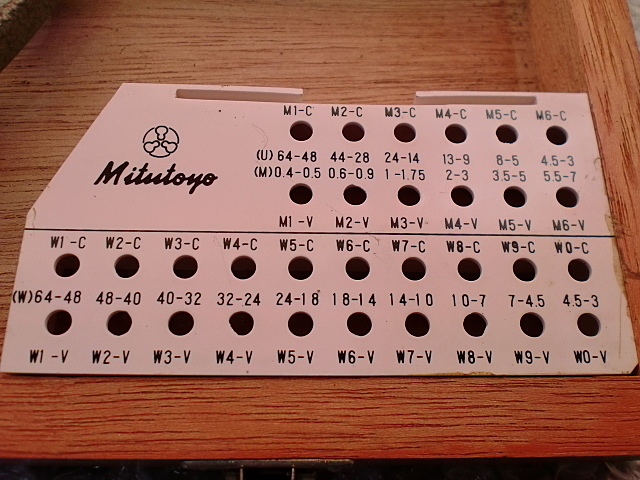 Mitutoyo
M1-C M2-C M3-C M4-C M5-C M6-C
(U) 64-48 44-28 24-14 13-9 8-5 4.5-3
(M) 0.4-0.5 0.6-0.9 1-1.75 2-3 3.5-5 5.5-7
M1-V M2-V M3-V M4-V M5-V M6-V
W1-C W2-C W3-C W4-C W5-C W6-C W7-C W8-C W9-C W0-C
(W) 64-48 48-40 40-32 32-24 24-18 18-14 14-10 10-7 7-4.5 4.5-3
W1-V W2-V W3-V W4-V W5-V W6-V W7-V W8-V W9-V W0-V